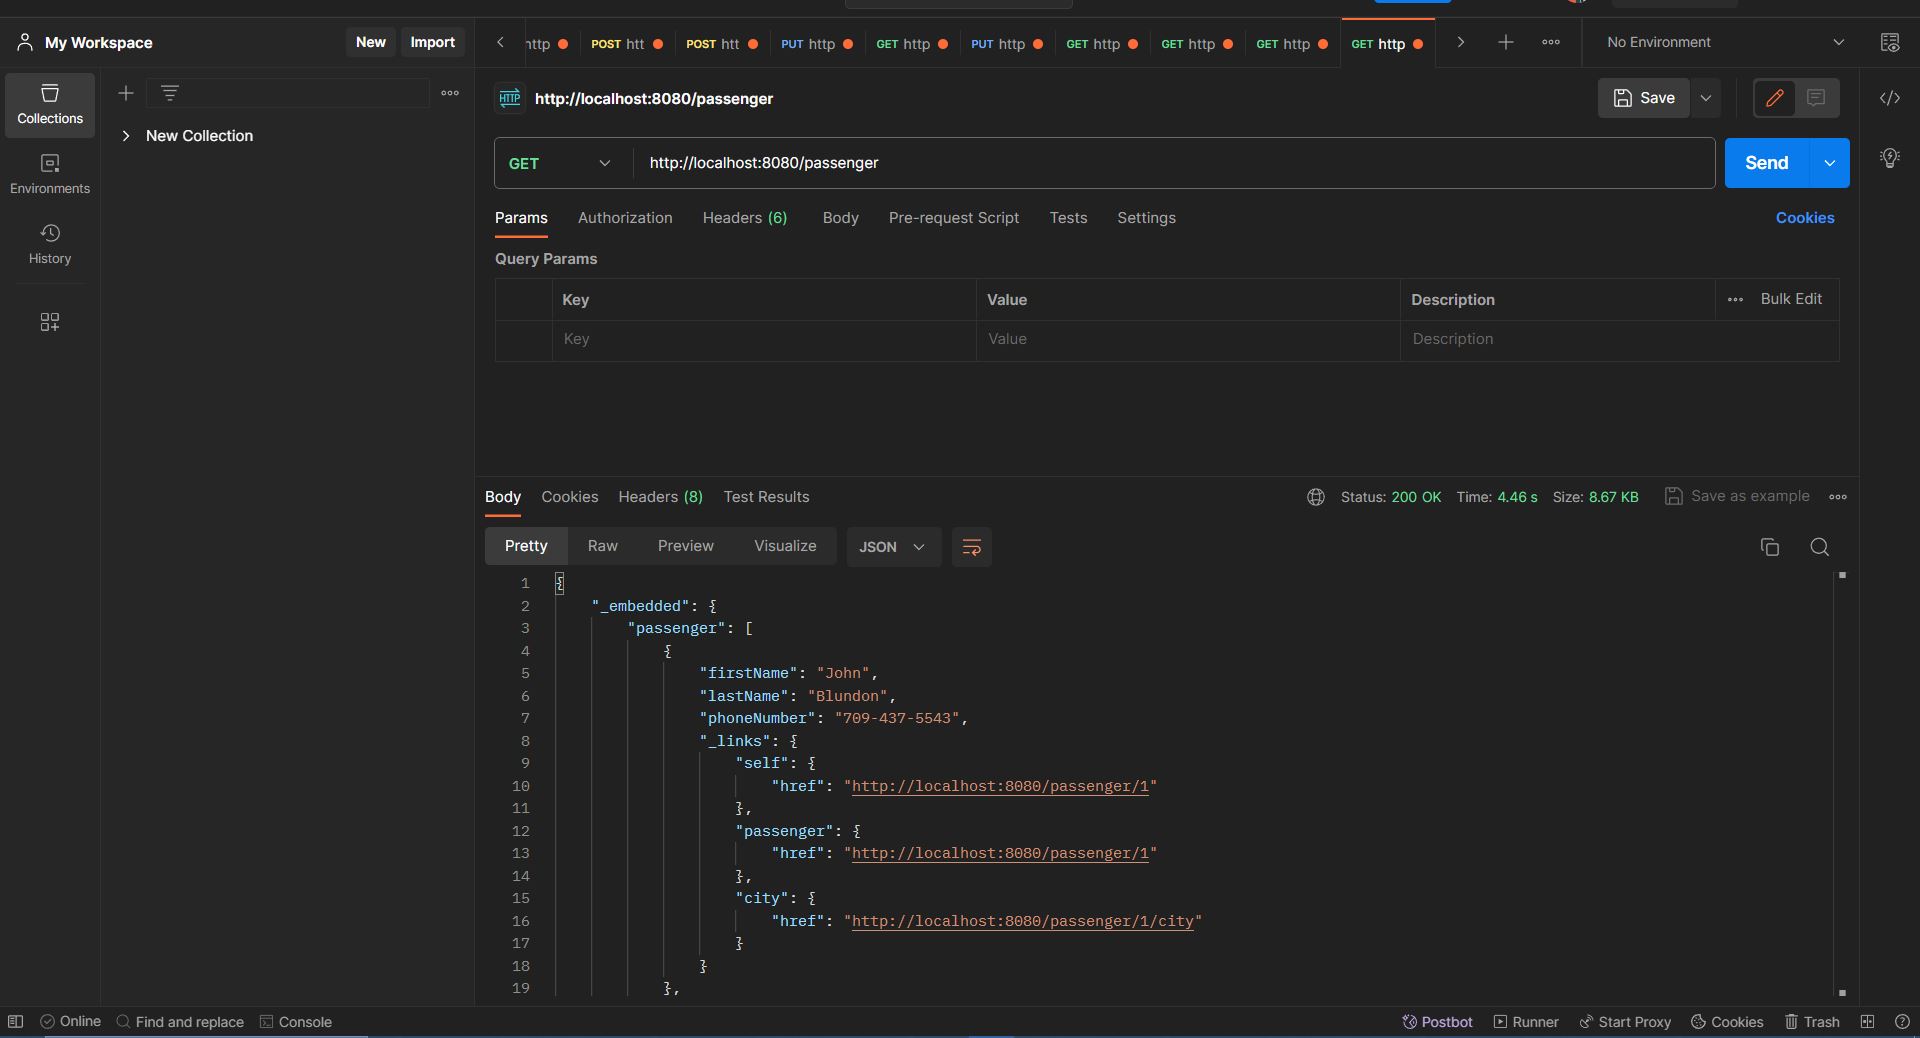 My Workspace
New
Import
http
POST htt
POST htt
PUT http
GET http
PUT http
GET http
GET http
GET http
GET http
No Environment
Collections
Environments
History
New Collection
HTTP
http://localhost:8080/passenger
Save
GET
http://localhost:8080/passenger
Send
Params
Authorization
Headers (6)
Body
Pre-request Script
Tests
Settings
Cookies
Query Params
Key
Value
Description
Bulk Edit
Key
Value
Description
Body
Cookies
Headers (8)
Test Results
Status: 200 OK
Time: 4.46 s
Size: 8.67 KB
Save as example
Pretty
Raw
Preview
Visualize
JSON
1 {
2 "_embedded": {
3 "passenger": [
4 {
5 "firstName": "John",
6 "lastName": "Blundon",
7 "phoneNumber": "709-437-5543",
8 "_links": {
9 "self": {
10 "href": "http://localhost:8080/passenger/1"
11 },
12 "passenger": {
13 "href": "http://localhost:8080/passenger/1"
14 },
15 "city": {
16 "href": "http://localhost:8080/passenger/1/city"
17 }
18 }
19 },
Online
Find and replace
Console
Postbot
Runner
Start Proxy
Cookies
Trash